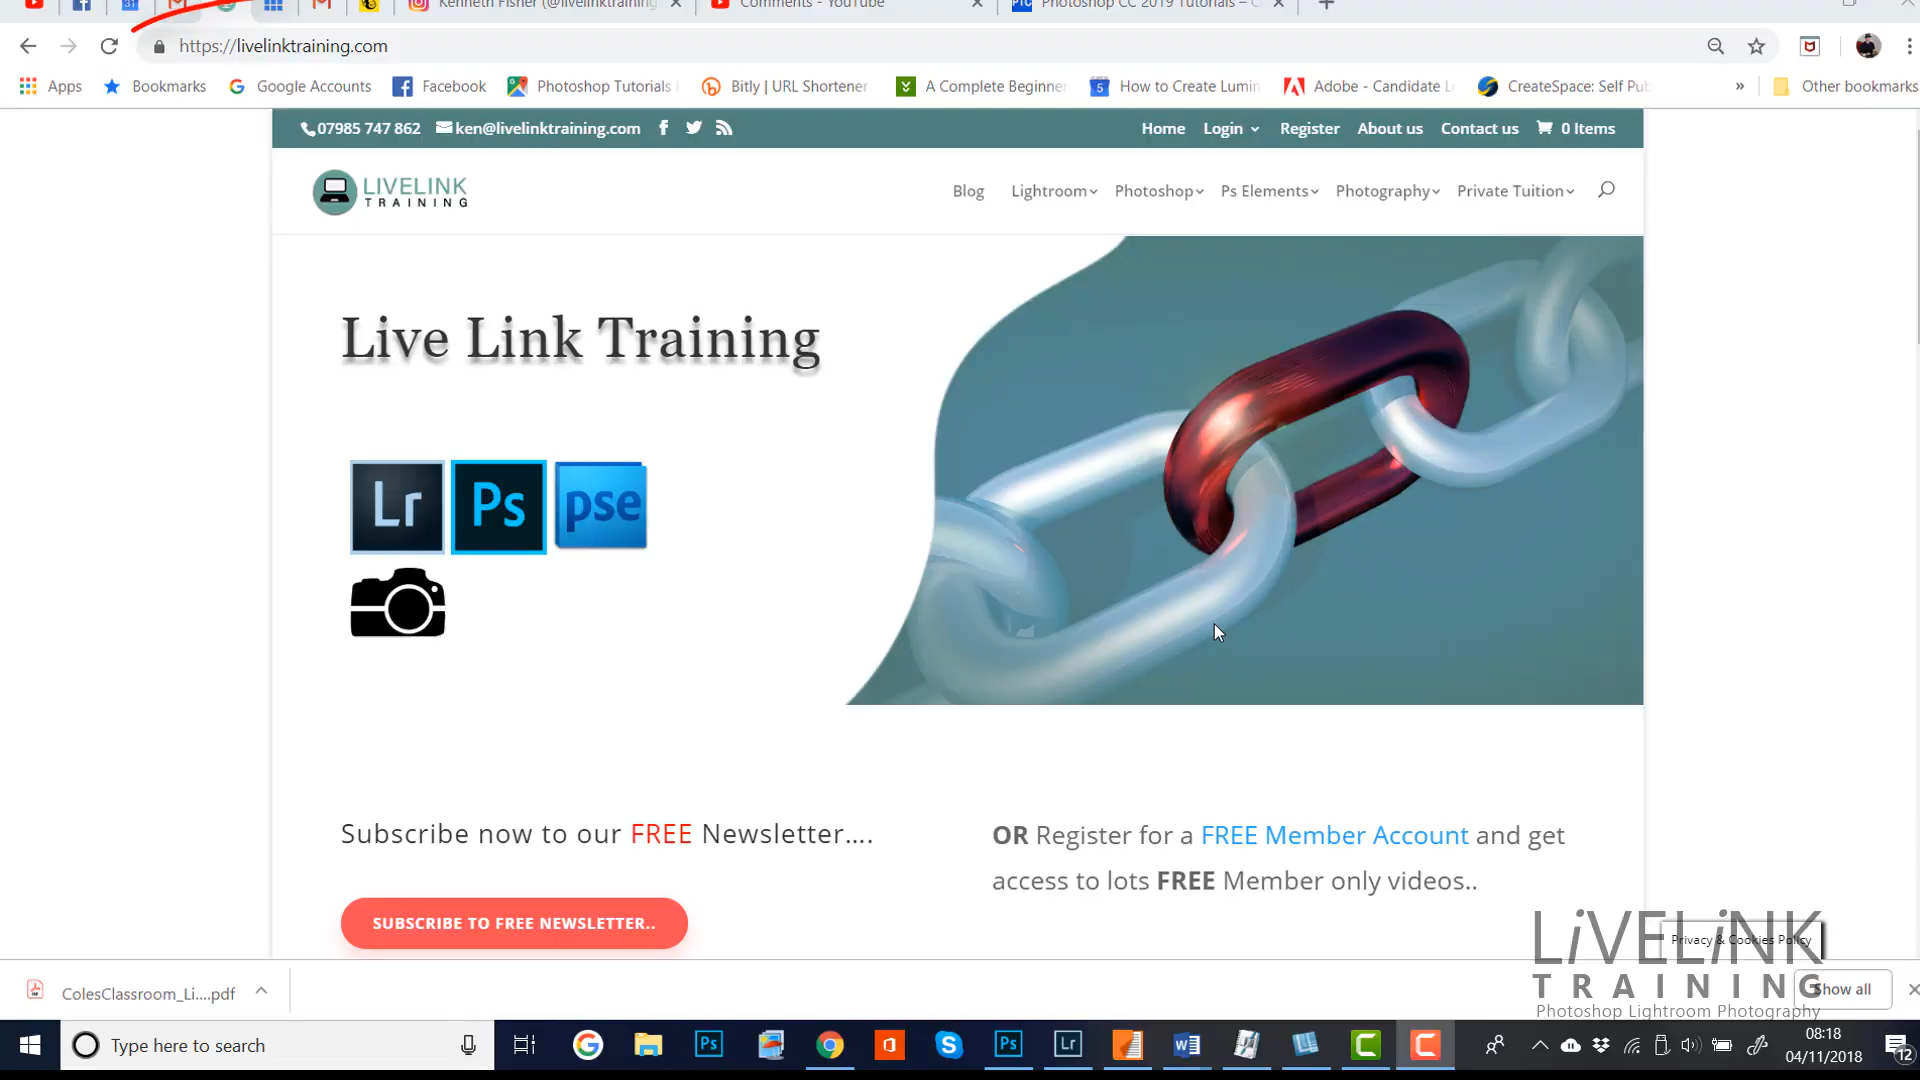 Kenneth Fisher (@livelinktraining
Comments - YouTube
PTC Photoshop CC 2019 Tutorials – C
https://livelinktraining.com
Apps
Bookmarks
Google Accounts
Facebook
Photoshop Tutorials
Bitly | URL Shortener
A Complete Beginner
How to Create Lumin
Adobe - Candidate L
CreateSpace: Self Pu
»
Other bookmarks
07985 747 862
ken@livelinktraining.com
Home
Login
Register
About us
Contact us
0 Items
LIVELINK
TRAINING
Blog
Lightroom
Photoshop
Ps Elements
Photography
Private Tuition
Live Link Training
Lr
Ps
pse
Subscribe now to our FREE Newsletter....
SUBSCRIBE TO FREE NEWSLETTER..
OR Register for a FREE Member Account and get
access to lots FREE Member only videos..
Privacy & Cookies Policy
LiVELiNK
TRAINING
Photoshop Lightroom Photography
ColesClassroom_Li....pdf
Show all
Type here to search
Ps
Ps
Lr
08:18
04/11/2018
12